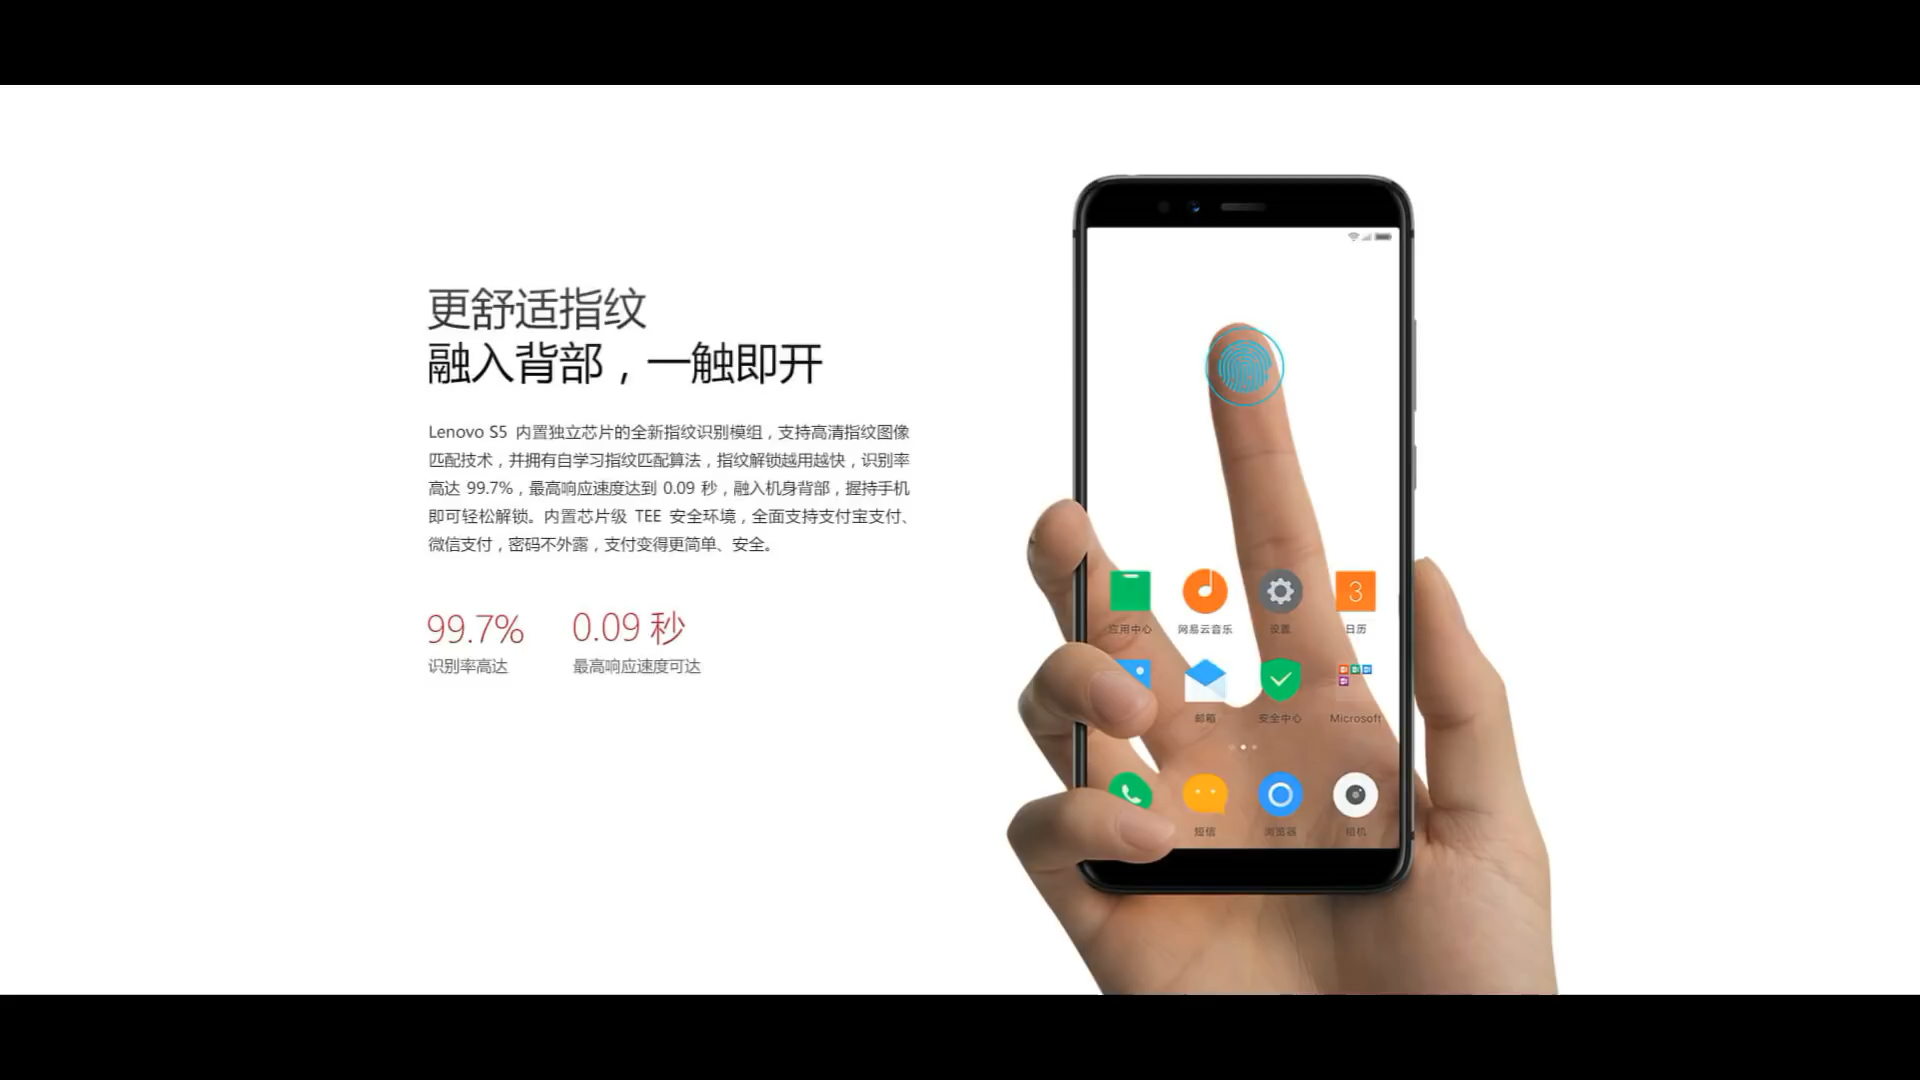 更舒适指纹
融入背部，一触即开
Lenovo S5 内置独立芯片的全新指纹识别模组，支持高清指纹图像
匹配技术，并拥有自学习指纹匹配算法，指纹解锁越用越快，识别率
高达 99.7%，最高响应速度达到 0.09 秒，融入机身背部，握持手机
即可轻松解锁。内置芯片级 TEE 安全环境，全面支持支付宝支付、
微信支付，密码不外露，支付变得更简单、安全。
99.7% 0.09 秒
识别率高达 最高响应速度可达
3
应用中心 网易云音乐 设置 日历
邮箱 安全中心 Microsoft
短信 浏览器 相机